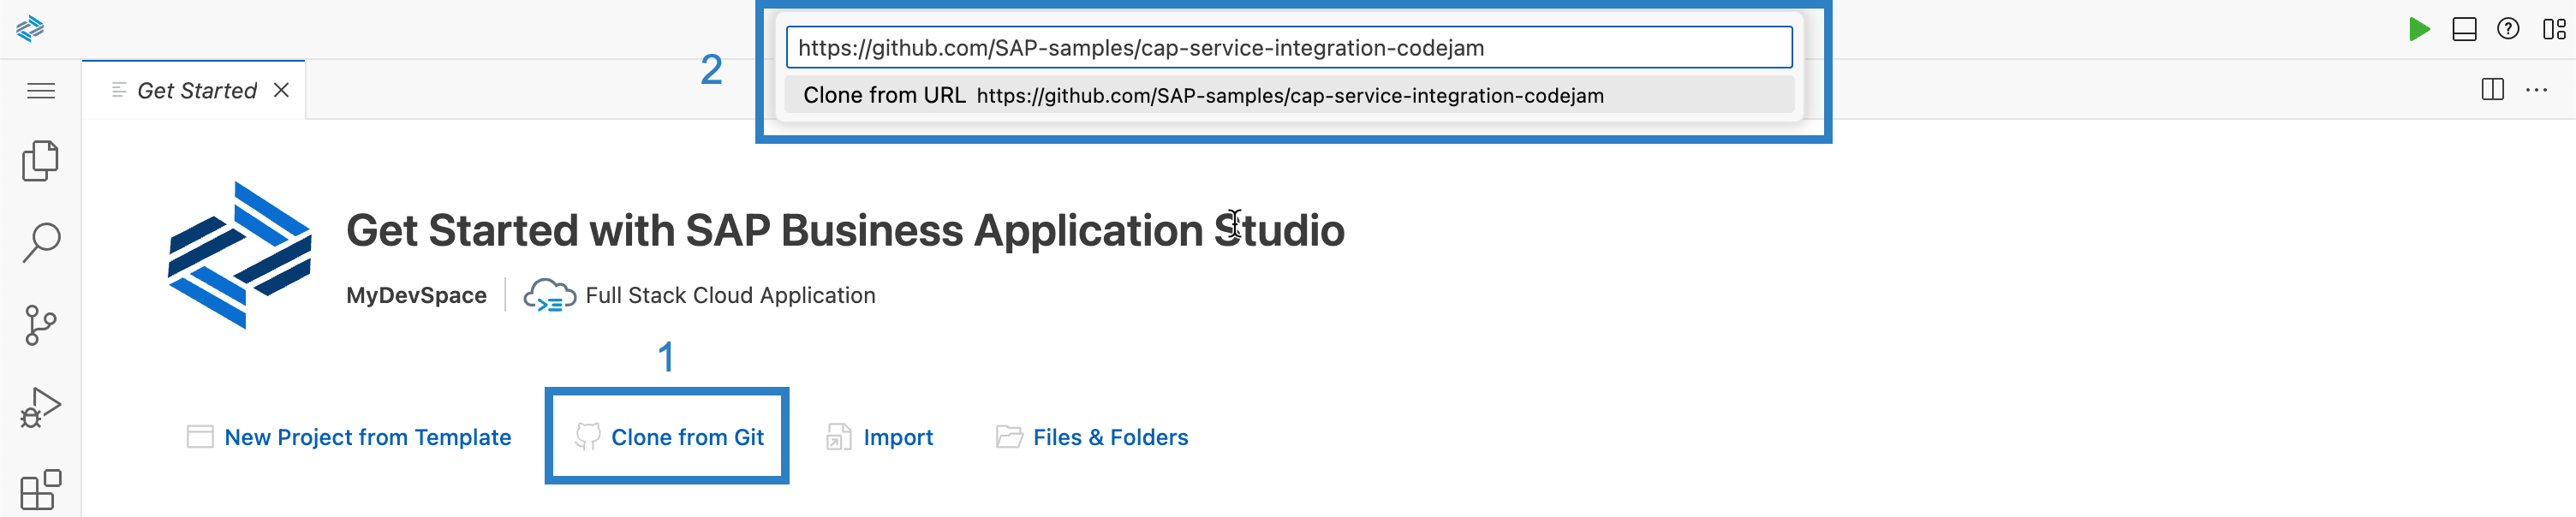 https://github.com/SAP-samples/cap-service-integration-codejam
2
Get Started
Clone from URL https://github.com/SAP-samples/cap-service-integration-codejam
Get Started with SAP Business Application Studio
MyDevSpace Full Stack Cloud Application
1
New Project from Template Clone from Git Import Files & Folders